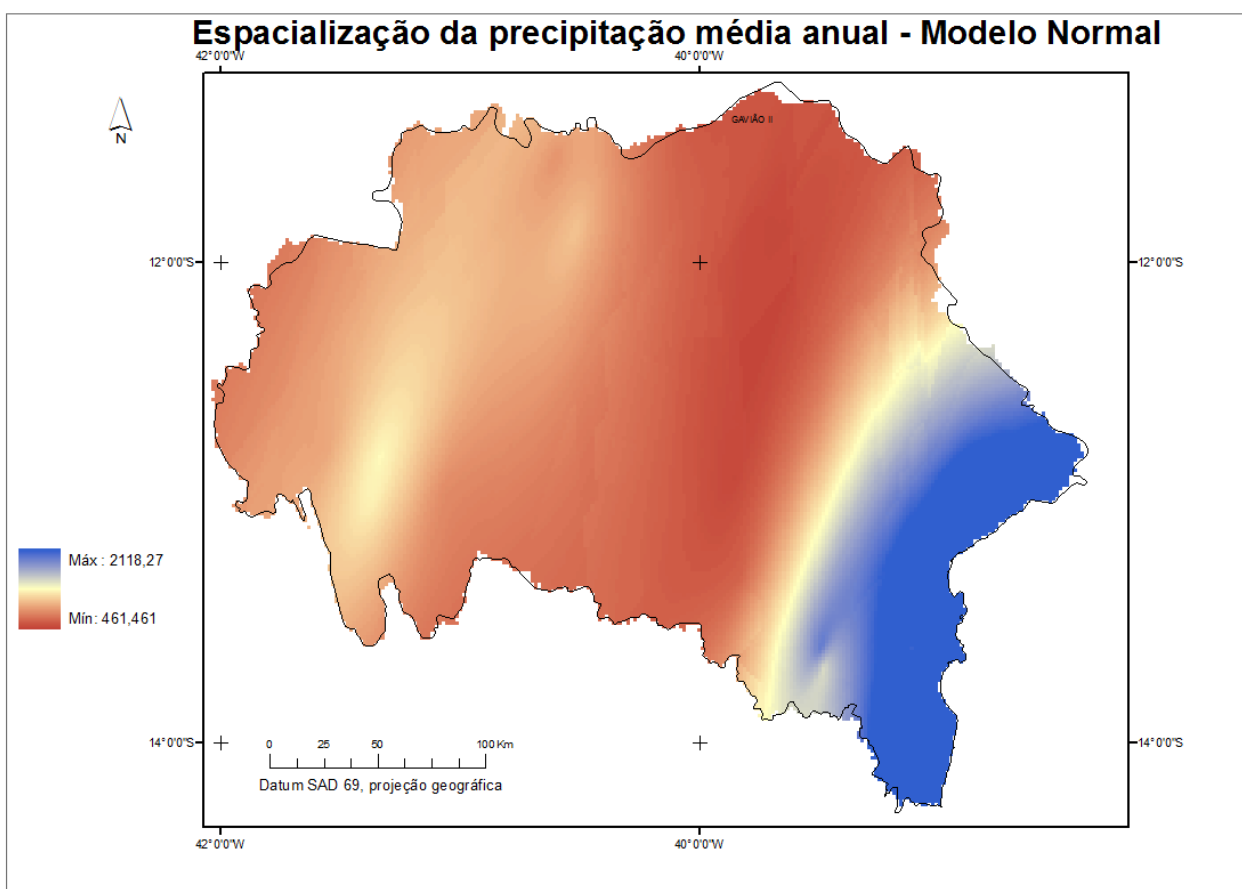 Espacialização da precipitação média anual - Modelo Normal
42°0'0"W
40°0'0"W
N
GAVIÃO II
12°0'0"S
12°0'0"S
Máx : 2118,27
Mín: 461,461
14°0'0"S
14°0'0"S
0 25 50 100 Km
Datum SAD 69, projeção geográfica
42°0'0"W
40°0'0"W